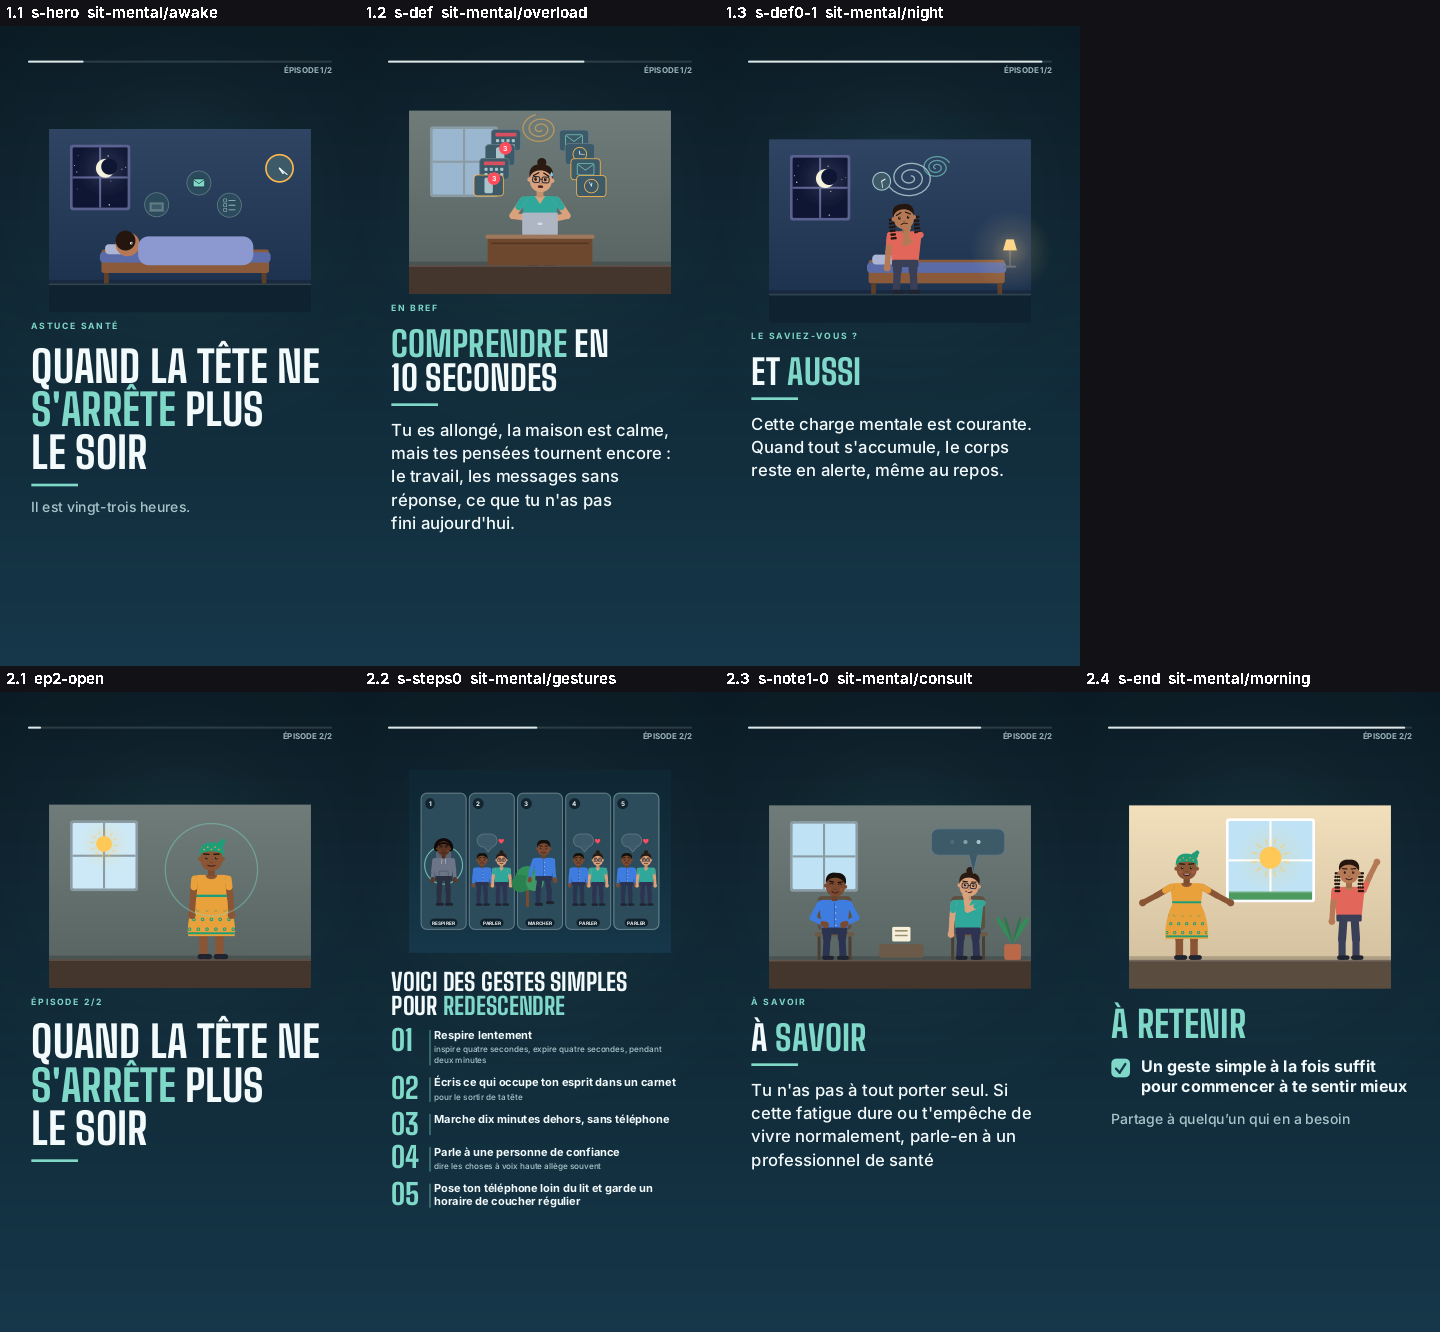 1.1 s-hero sit-mental/awake
ÉPISODE 1/2
ASTUCE SANTÉ
QUAND LA TÊTE NE
S'ARRÊTE PLUS
LE SOIR
Il est vingt-trois heures.
1.2 s-def sit-mental/overload
ÉPISODE 1/2
3
3
EN BREF
COMPRENDRE EN
10 SECONDES
Tu es allongé, la maison est calme,
mais tes pensées tournent encore :
le travail, les messages sans
réponse, ce que tu n'as pas
fini aujourd'hui.
1.3 s-def0-1 sit-mental/night
ÉPISODE 1/2
LE SAVIEZ-VOUS ?
ET AUSSI
Cette charge mentale est courante.
Quand tout s'accumule, le corps
reste en alerte, même au repos.
2.1 ep2-open
ÉPISODE 2/2
ÉPISODE 2/2
QUAND LA TÊTE NE
S'ARRÊTE PLUS
LE SOIR
2.2 s-steps0 sit-mental/gestures
ÉPISODE 2/2
1 2 3 4 5
RESPIRER PARLER MARCHER PARLER PARLER
VOICI DES GESTES SIMPLES
POUR REDESCENDRE
01 Respire lentement
inspire quatre secondes, expire quatre secondes, pendant
deux minutes
02 Écris ce qui occupe ton esprit dans un carnet
pour le sortir de ta tête
03 Marche dix minutes dehors, sans téléphone
04 Parle à une personne de confiance
dire les choses à voix haute allège souvent
05 Pose ton téléphone loin du lit et garde un
horaire de coucher régulier
2.3 s-note1-0 sit-mental/consult
ÉPISODE 2/2
À SAVOIR
À SAVOIR
Tu n'as pas à tout porter seul. Si
cette fatigue dure ou t'empêche de
vivre normalement, parle-en à un
professionnel de santé
2.4 s-end sit-mental/morning
ÉPISODE 2/2
À RETENIR
Un geste simple à la fois suffit
pour commencer à te sentir mieux
Partage à quelqu'un qui en a besoin